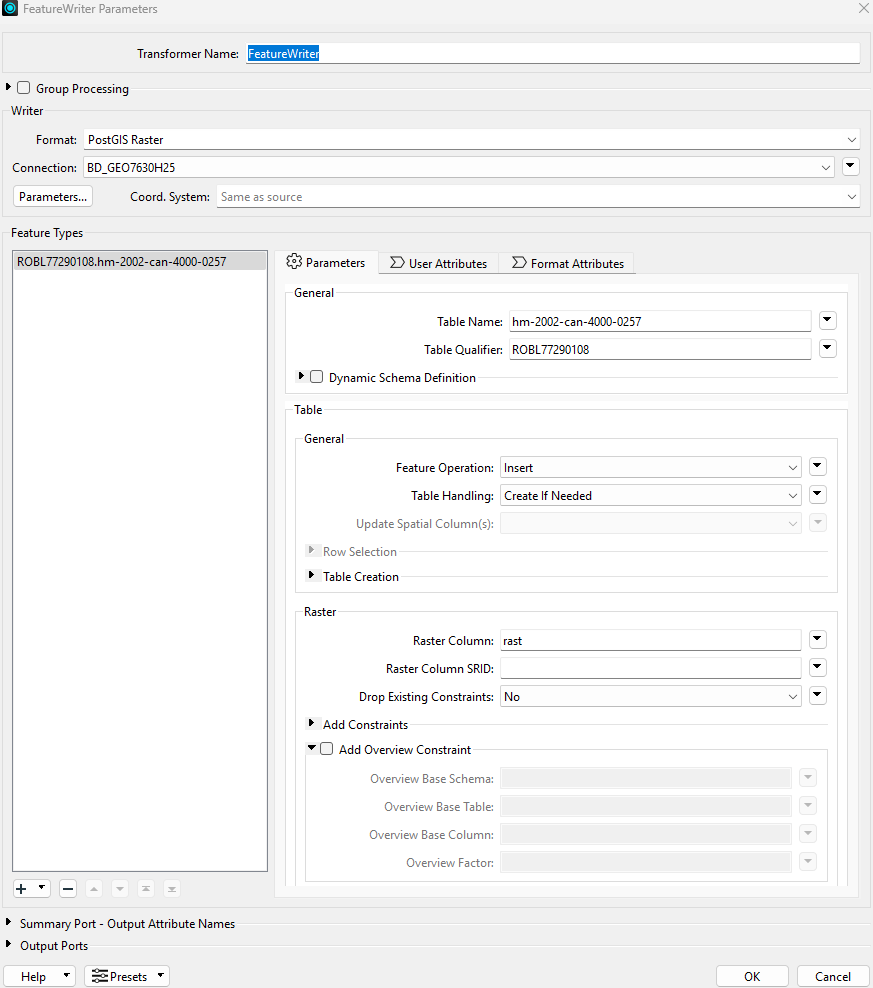 FeatureWriter Parameters
Transformer Name: FeatureWriter
Group Processing
Writer
Format: PostGIS Raster
Connection: BD_GEO7630H25
Parameters... Coord. System: Same as source
Feature Types
ROBL77290108.hm-2002-can-4000-0257
Parameters User Attributes Format Attributes
General
Table Name: hm-2002-can-4000-0257
Table Qualifier: ROBL77290108
Dynamic Schema Definition
Table
General
Feature Operation: Insert
Table Handling: Create If Needed
Update Spatial Column(s):
Row Selection
Table Creation
Raster
Raster Column: rast
Raster Column SRID:
Drop Existing Constraints: No
Add Constraints
Add Overview Constraint
Overview Base Schema:
Overview Base Table:
Overview Base Column:
Overview Factor:
Summary Port - Output Attribute Names
Output Ports
Help Presets OK Cancel